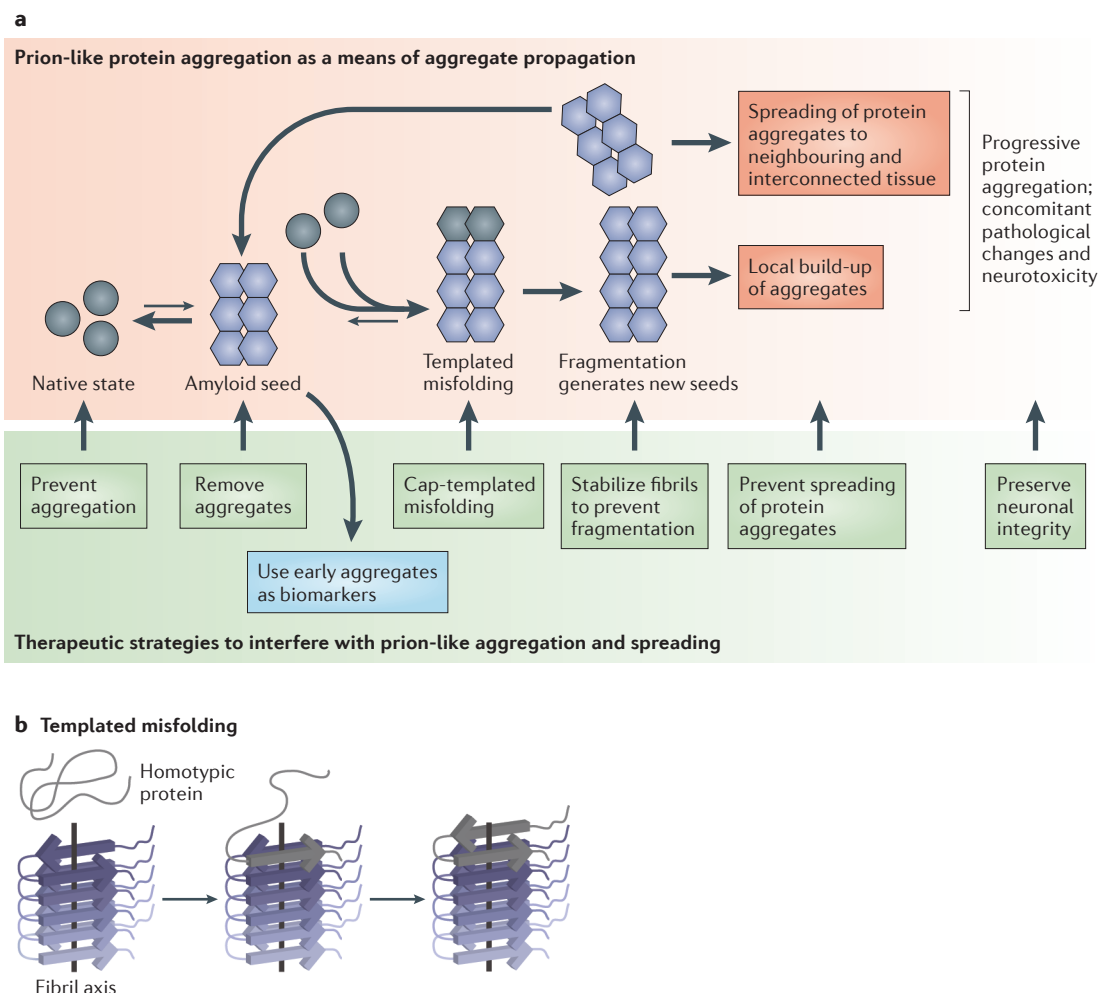 a
Prion-like protein aggregation as a means of aggregate propagation
Spreading of protein
aggregates to
neighbouring and
interconnected tissue
Progressive
protein
aggregation;
concomitant
pathological
changes and
neurotoxicity
Local build-up
of aggregates
Native state
Amyloid seed
Templated
misfolding
Fragmentation
generates new seeds
Prevent
aggregation
Remove
aggregates
Cap-templated
misfolding
Stabilize fibrils
to prevent
fragmentation
Prevent spreading
of protein
aggregates
Preserve
neuronal
integrity
Use early aggregates
as biomarkers
Therapeutic strategies to interfere with prion-like aggregation and spreading
b Templated misfolding
Homotypic
protein
Fibril axis